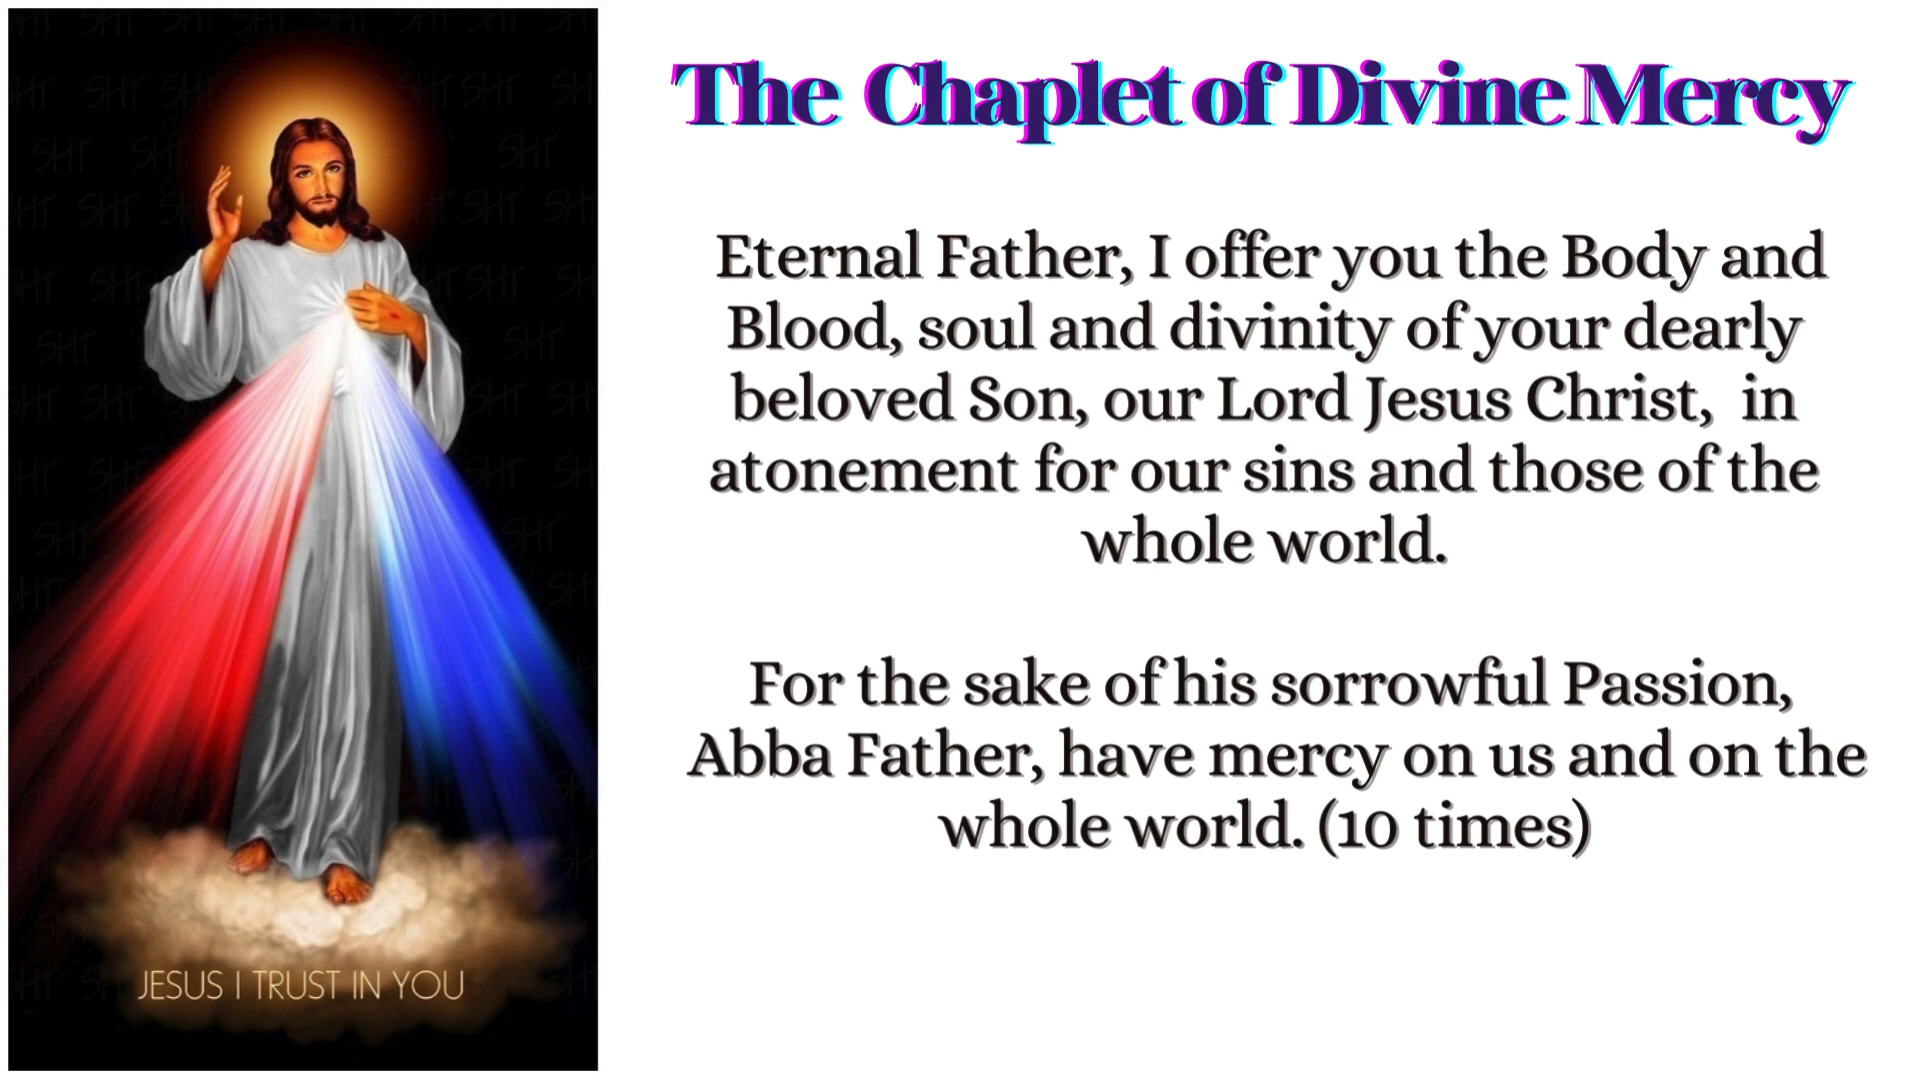 The Chaplet of Divine Mercy
Eternal Father, I offer you the Body and
Blood, soul and divinity of your dearly
beloved Son, our Lord Jesus Christ,  in
atonement for our sins and those of the
whole world.
For the sake of his sorrowful Passion,
Abba Father, have mercy on us and on the
whole world. (10 times)
JESUS I TRUST IN YOU